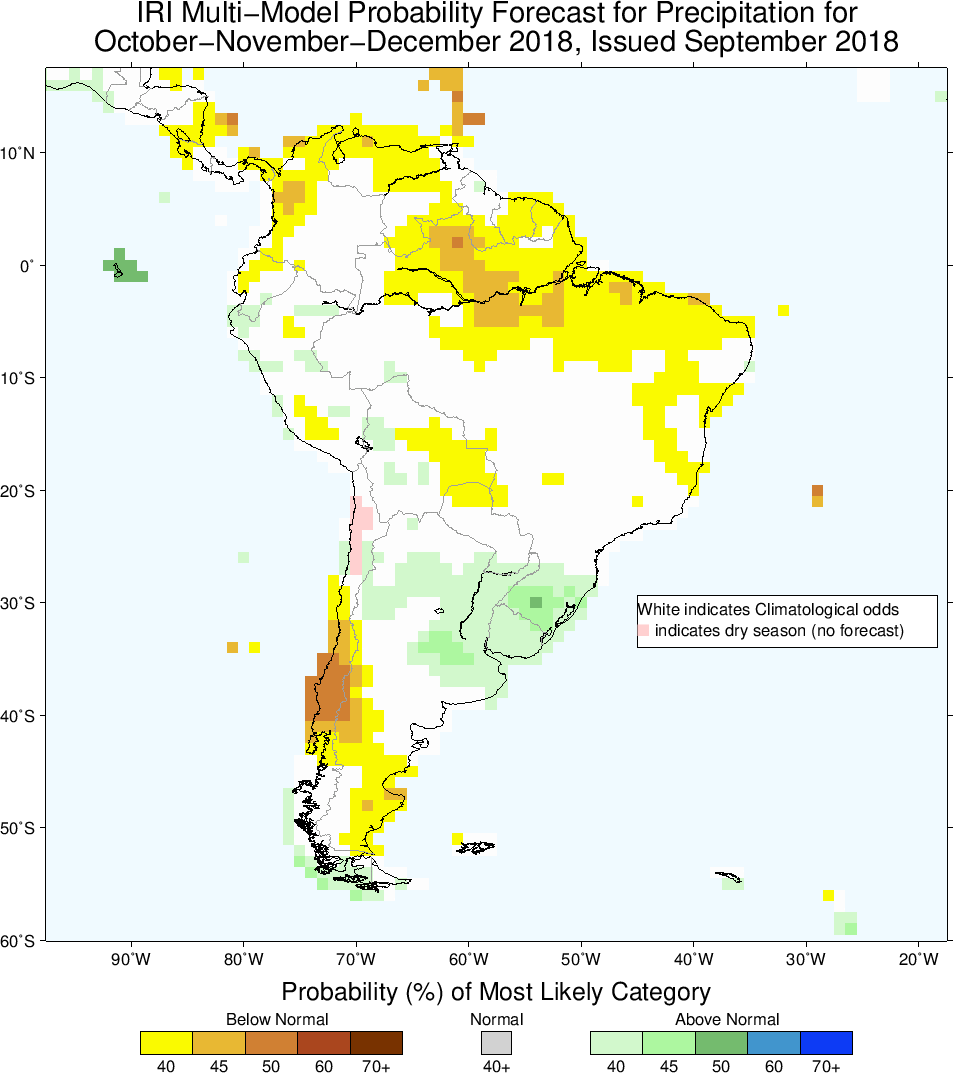 IRI Multi−Model Probability Forecast for Precipitation for
October−November−December 2018, Issued September 2018
10˚N
0˚
10˚S
20˚S
30˚S
40˚S
50˚S
60˚S
White indicates Climatological odds
indicates dry season (no forecast)
90˚W 80˚W 70˚W 60˚W 50˚W 40˚W 30˚W 20˚W
Probability (%) of Most Likely Category
Below Normal Normal Above Normal
40 45 50 60 70+ 40+ 40 45 50 60 70+